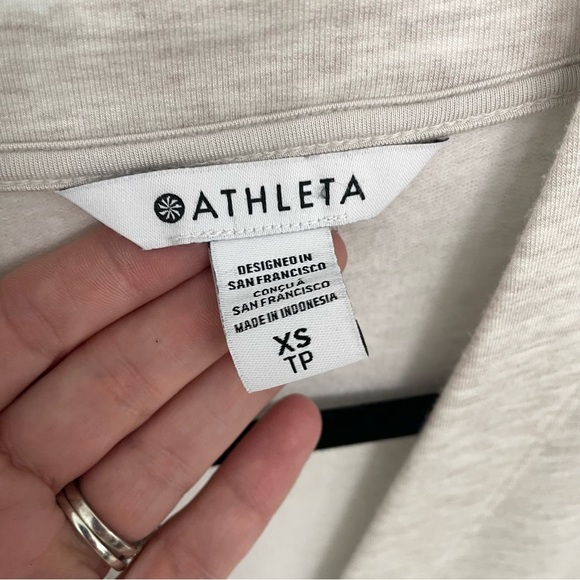 ATHLETA
DESIGNED IN
SAN FRANCISCO
CONÇU À
SAN FRANCISCO
MADE IN INDONESIA
XS
TP